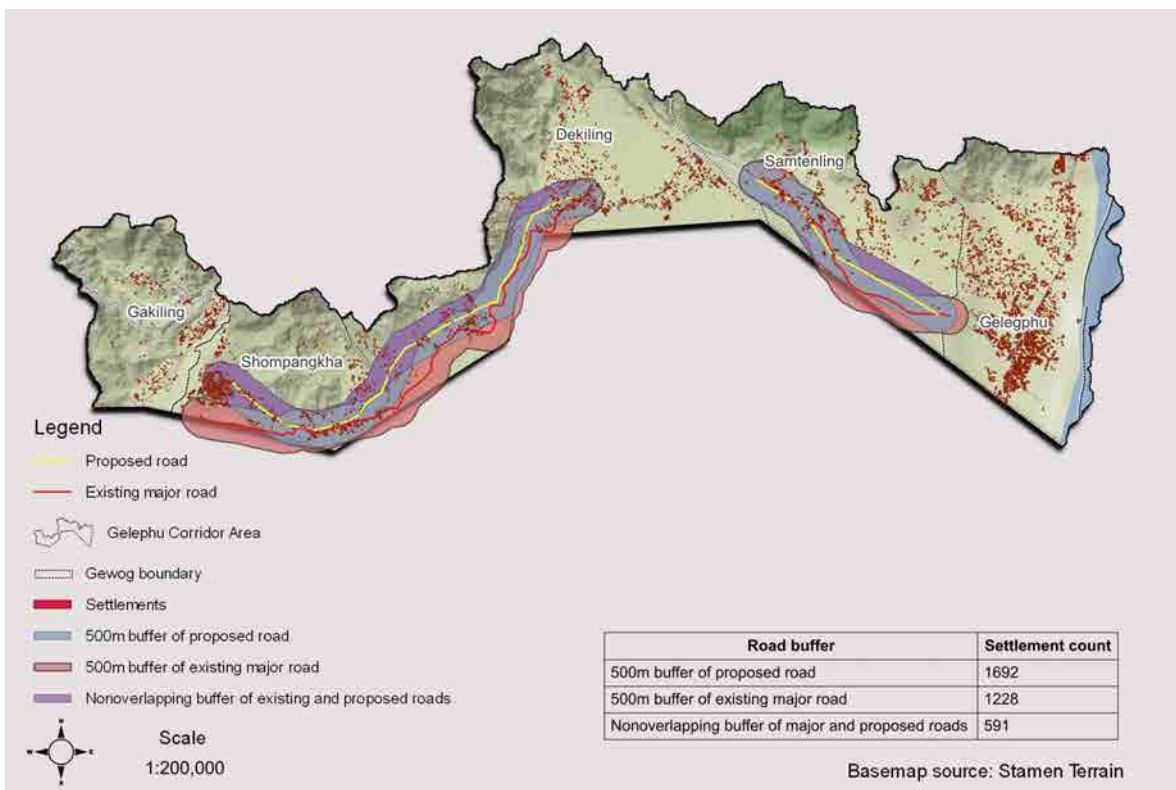 Dekiling
Samtenling
Gakiling
Shompangkha
Gelegphu
Legend
Proposed road
Existing major road
Gelephu Corridor Area
Gewog boundary
Settlements
500m buffer of proposed road
500m buffer of existing major road
Nonoverlapping buffer of existing and proposed roads
Scale
1:200,000
Road buffer Settlement count
500m buffer of proposed road 1692
500m buffer of existing major road 1228
Nonoverlapping buffer of major and proposed roads 591
Basemap source: Stamen Terrain